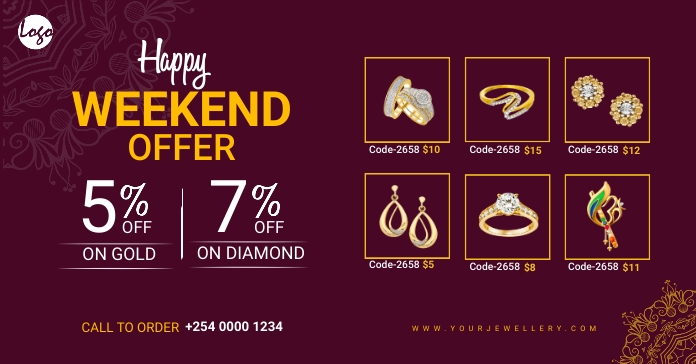 Logo
Happy
WEEKEND
OFFER
5% OFF
ON GOLD
7% OFF
ON DIAMOND
CALL TO ORDER +254 0000 1234
Code-2658 $10
Code-2658 $15
Code-2658 $12
Code-2658 $5
Code-2658 $8
Code-2658 $11
WWW.YOURJEWELLERY.COM